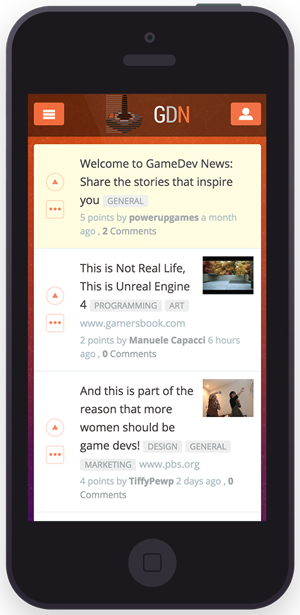 GDN
Welcome to GameDev News:
Share the stories that inspire
you GENERAL
5 points by powerupgames a month
ago , 2 Comments
This is Not Real Life,
This is Unreal Engine
4 PROGRAMMING ART
www.gamersbook.com
2 points by Manuele Capacci 6 hours
ago , 0 Comments
And this is part of the
reason that more
women should be
game devs! DESIGN GENERAL
MARKETING www.pbs.org
4 points by TiffyPewp 2 days ago , 0
Comments